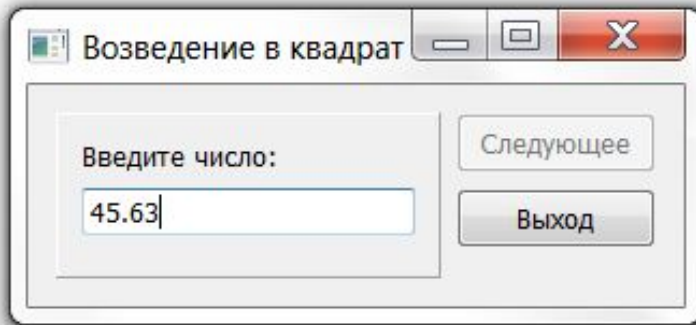 Возведение в квадрат
Введите число:
45.63
Следующее
Выход